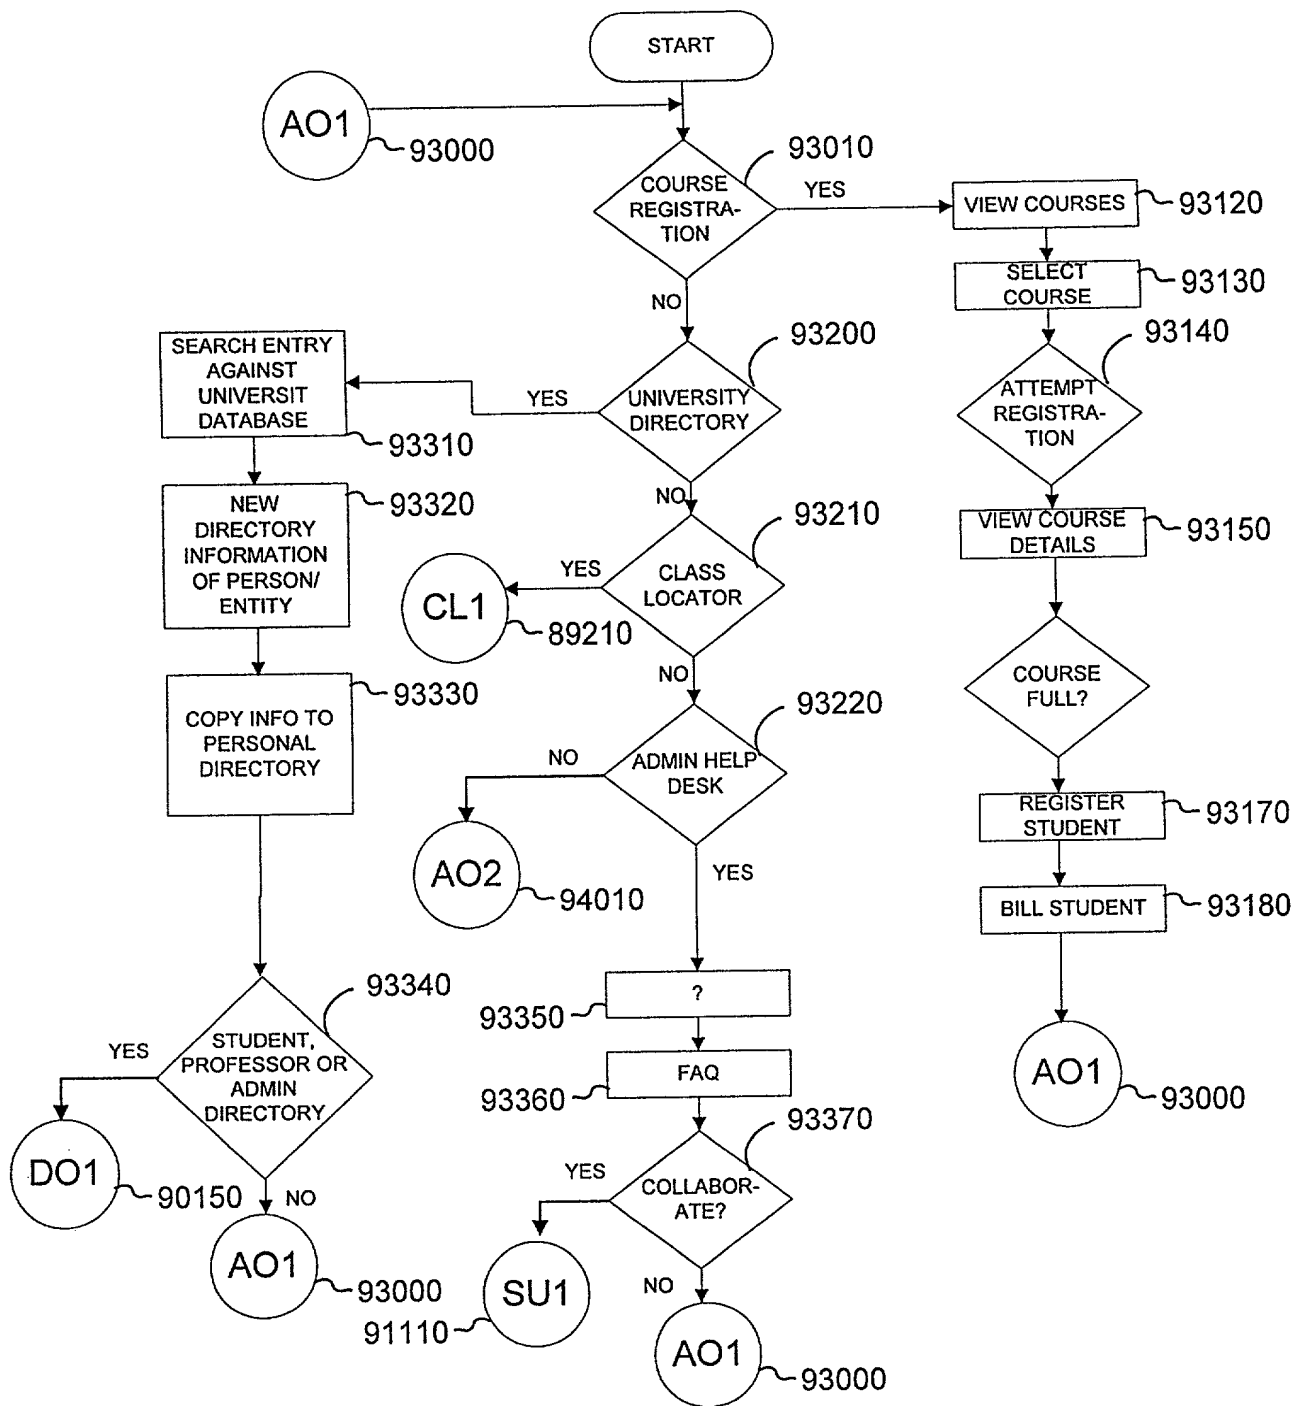 START
AO1
93000
93010
COURSE
REGISTRA-
TION
YES
VIEW COURSES
93120
SELECT
COURSE
93130
NO
93200
93140
SEARCH ENTRY
AGAINST
UNIVERSIT
DATABASE
93310
YES
UNIVERSITY
DIRECTORY
ATTEMPT
REGISTRA-
TION
NO
93320
NEW
DIRECTORY
INFORMATION
OF PERSON/
ENTITY
93210
VIEW COURSE
DETAILS
93150
YES
CLASS
LOCATOR
CL1
89210
NO
93330
COPY INFO TO
PERSONAL
DIRECTORY
COURSE
FULL?
93220
NO
ADMIN HELP
DESK
AO2
94010
YES
REGISTER
STUDENT
93170
BILL STUDENT
93180
93340
STUDENT,
PROFESSOR OR
ADMIN
DIRECTORY
YES
?
93350
FAQ
93360
AO1
93000
93370
DO1
90150
NO
YES
COLLABOR-
ATE?
AO1
93000
SU1
91110
NO
AO1
93000